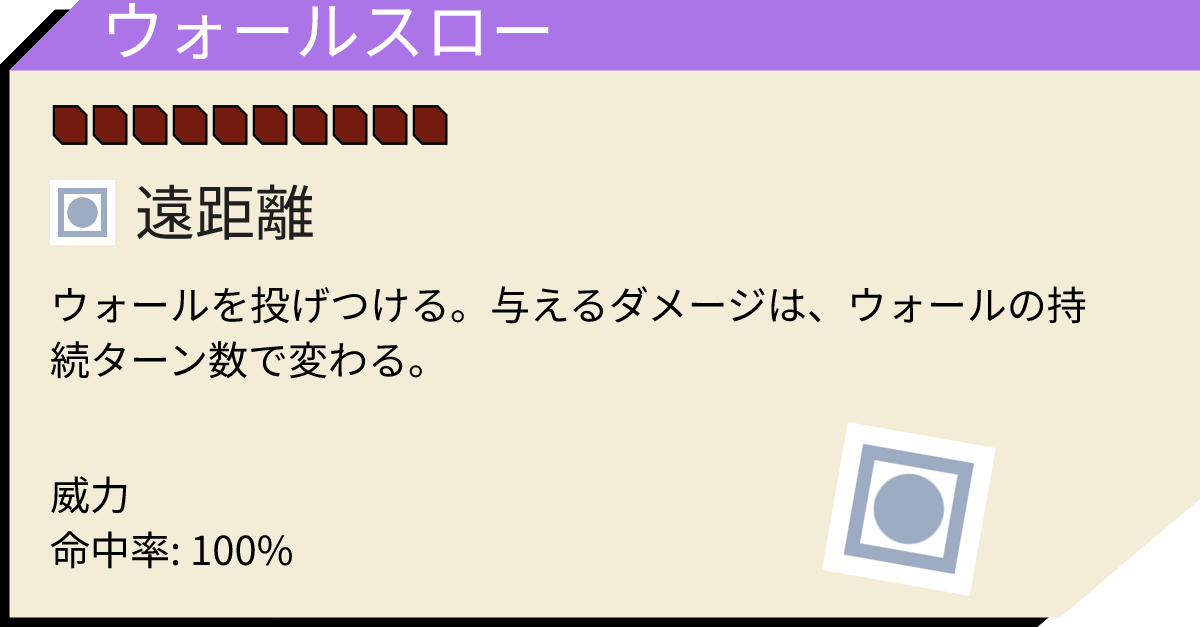 ウォールスロー
遠距離
ウォールを投げつける。与えるダメージは、ウォールの持
続ターン数で変わる。
威力
命中率: 100%